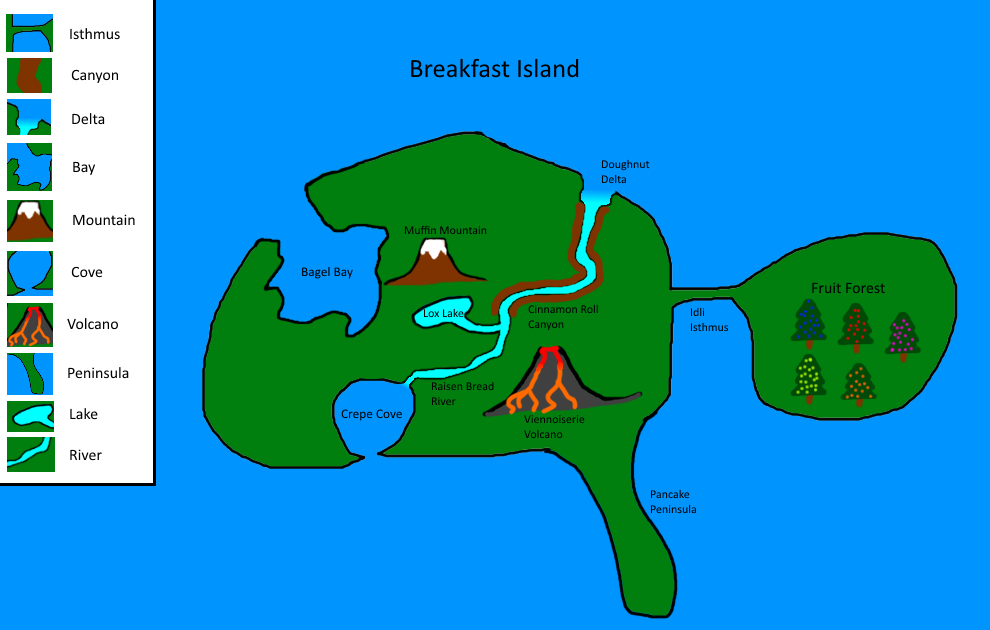 Isthmus
Canyon
Delta
Bay
Mountain
Cove
Volcano
Peninsula
Lake
River
Breakfast Island
Doughnut
Delta
Muffin Mountain
Bagel Bay
Lox Lake
Cinnamon Roll
Canyon
Idli
Isthmus
Fruit Forest
Raisen Bread
River
Crepe Cove
Viennoiserie
Volcano
Pancake
Peninsula